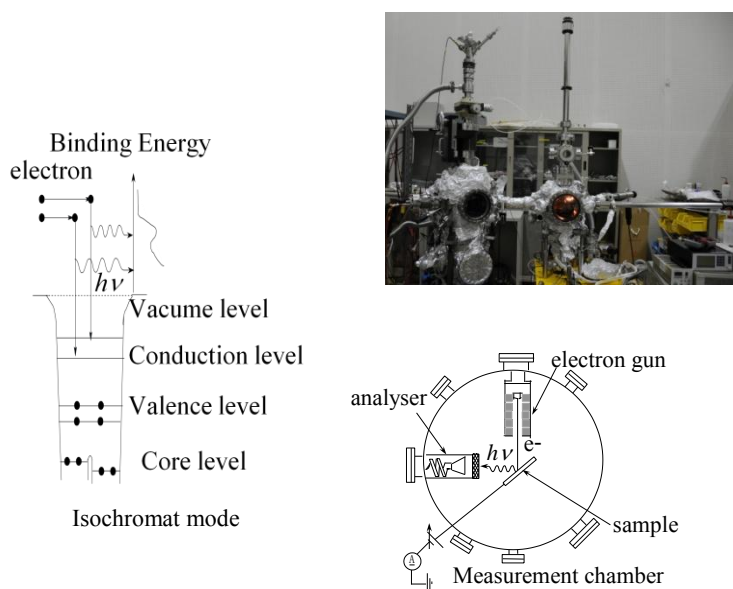 Binding Energy
electron
hν
Vacume level
Conduction level
Valence level
Core level
Isochromat mode
electron gun
analyser
e-
hν
sample
A
Measurement chamber